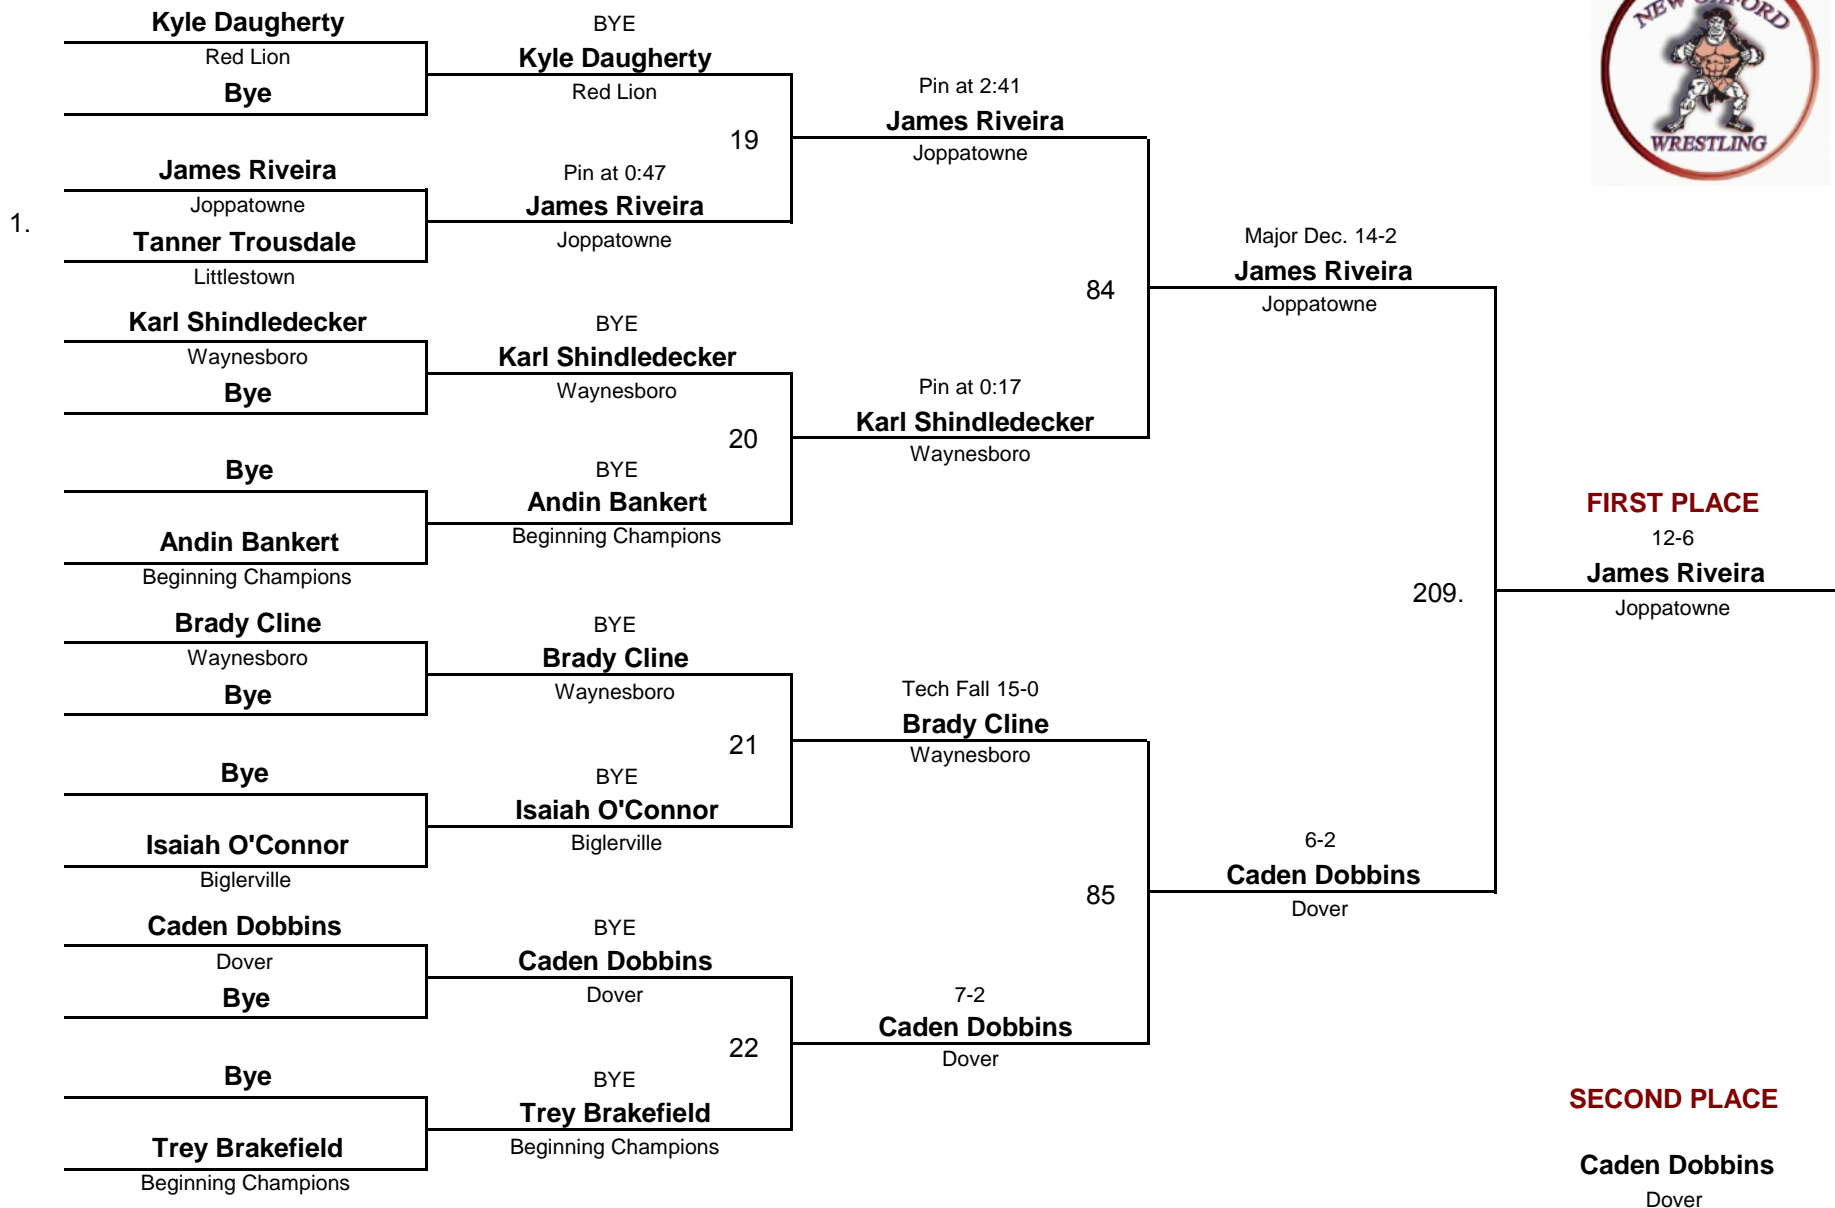 Kyle Daugherty
Red Lion
Bye
1.
James Riveira
Joppatowne
Tanner Trousdale
Littlestown
Karl Shindledecker
Waynesboro
Bye
Bye
Andin Bankert
Beginning Champions
Brady Cline
Waynesboro
Bye
Bye
Isaiah O'Connor
Biglerville
Caden Dobbins
Dover
Bye
Bye
Trey Brakefield
Beginning Champions
BYE
Kyle Daugherty
Red Lion
19
Pin at 0:47
James Riveira
Joppatowne
BYE
Karl Shindledecker
Waynesboro
20
BYE
Andin Bankert
Beginning Champions
BYE
Brady Cline
Waynesboro
21
BYE
Isaiah O'Connor
Biglerville
BYE
Caden Dobbins
Dover
22
BYE
Trey Brakefield
Beginning Champions
Pin at 2:41
James Riveira
Joppatowne
84
Pin at 0:17
Karl Shindledecker
Waynesboro
Tech Fall 15-0
Brady Cline
Waynesboro
85
7-2
Caden Dobbins
Dover
Major Dec. 14-2
James Riveira
Joppatowne
209.
6-2
Caden Dobbins
Dover
NEW OXFORD
WRESTLING
FIRST PLACE
12-6
James Riveira
Joppatowne
SECOND PLACE
Caden Dobbins
Dover